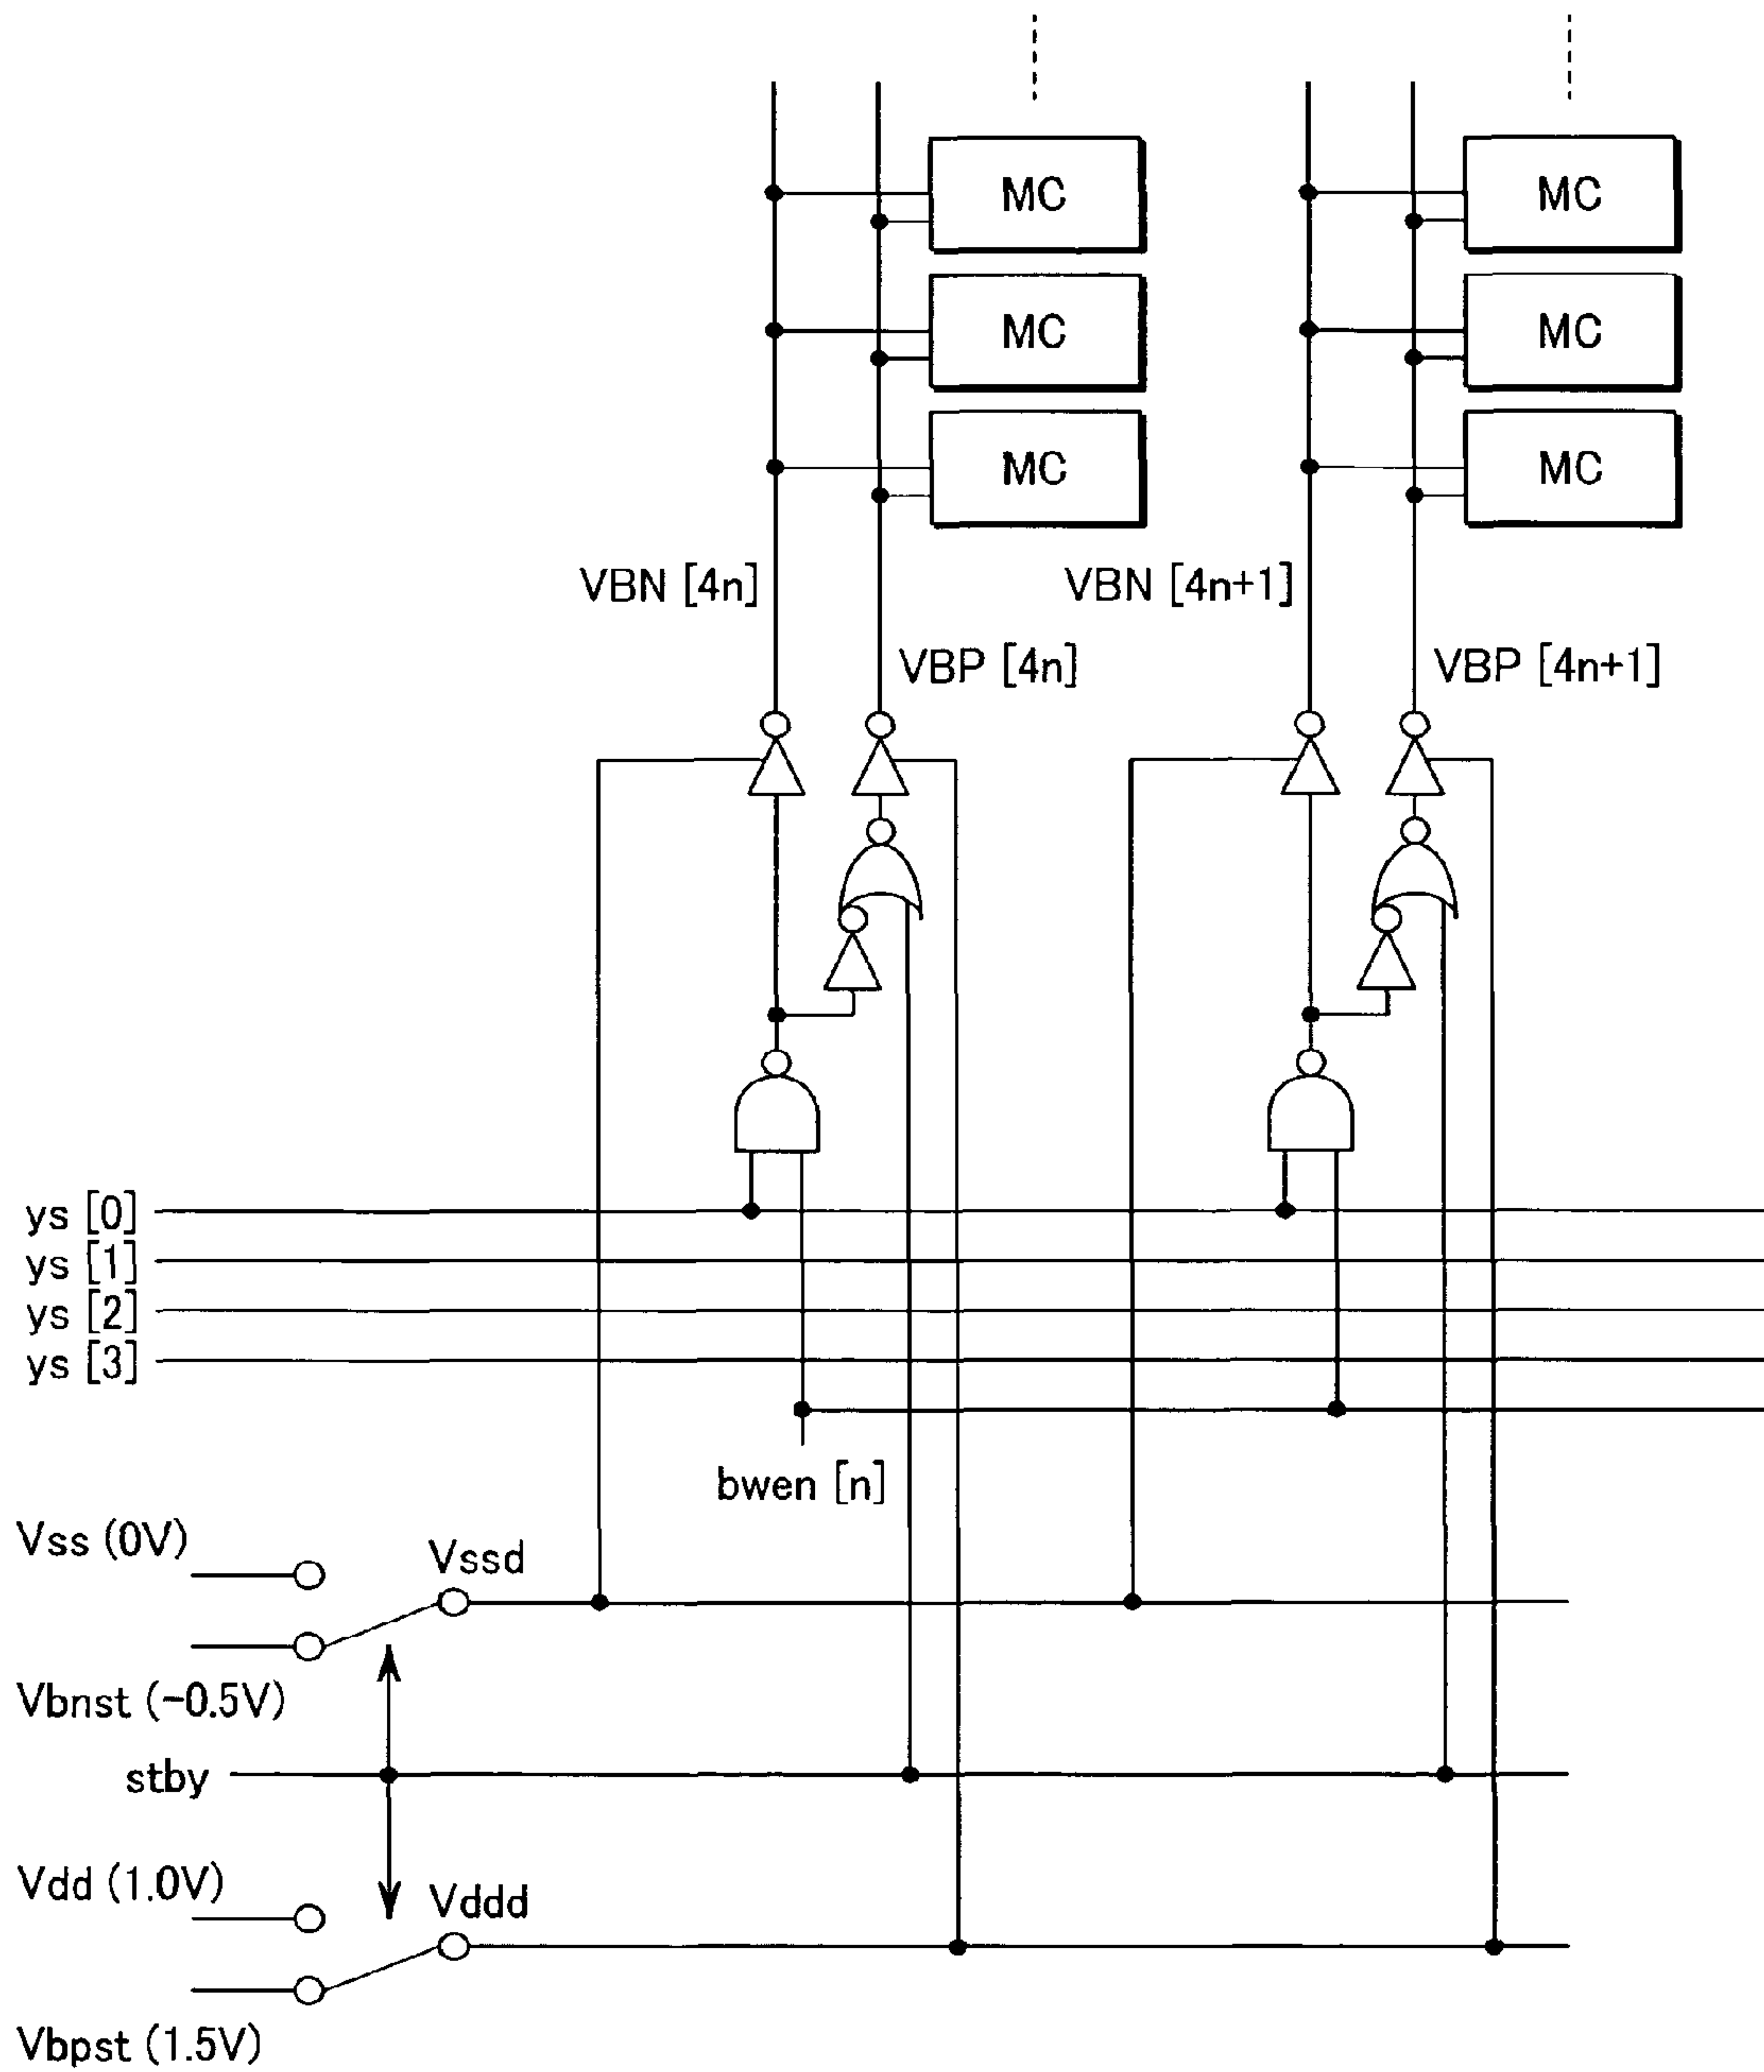 MC MC
MC MC
MC MC
VBN [4n] VBN [4n+1]
VBP [4n] VBP [4n+1]
ys [0]
ys [1]
ys [2]
ys [3]
bwen [n]
Vss (0V)
Vssd
Vbnst (-0.5V)
stby
Vdd (1.0V)
Vddd
Vbpst (1.5V)